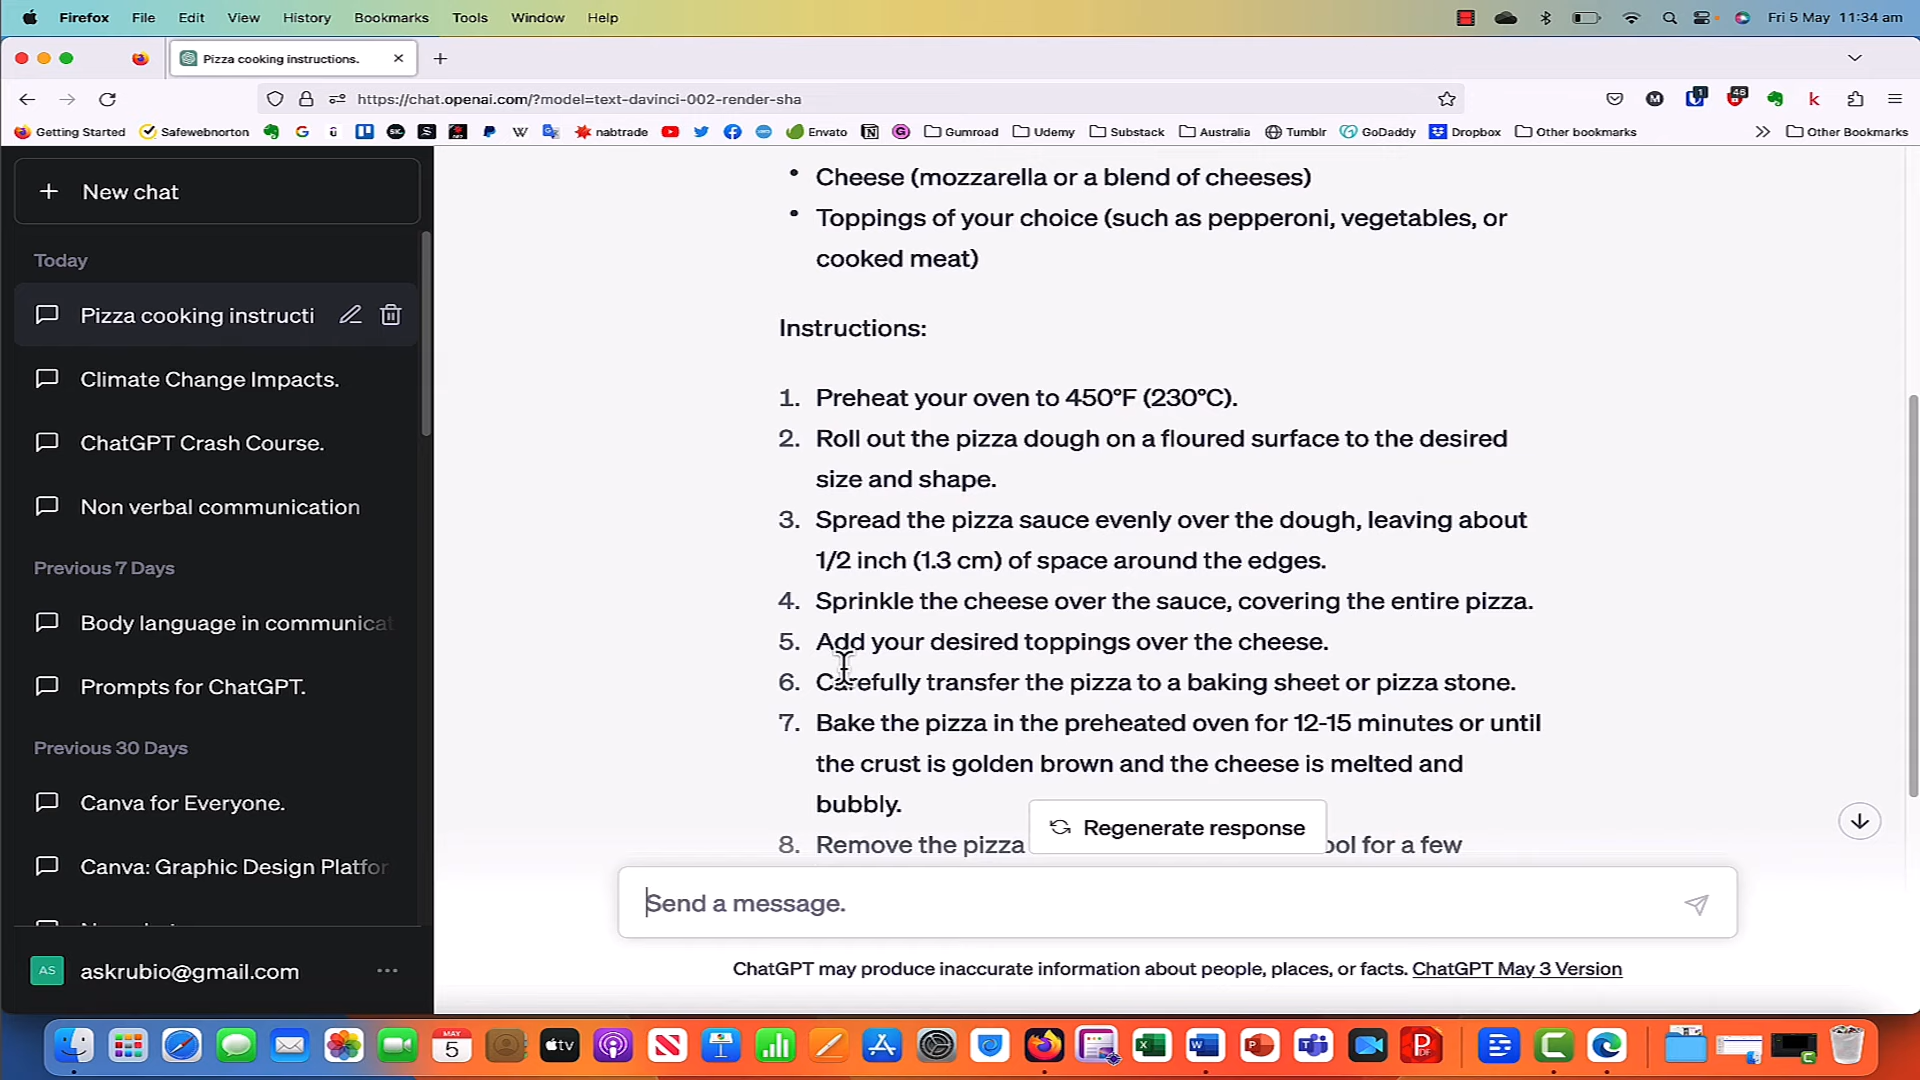 Firefox File Edit View History Bookmarks Tools Window Help Fri 5 May 11:34 am
Pizza cooking instructions.
https://chat.openai.com/?model=text-davinci-002-render-sha
1 46
Getting Started Safewebnorton nabtrade Envato Gumroad Udemy Substack Australia Tumblr GoDaddy Dropbox Other bookmarks Other Bookmarks
New chat
Today
Pizza cooking instructi
Climate Change Impacts.
ChatGPT Crash Course.
Non verbal communication
Previous 7 Days
Body language in communicat
Prompts for ChatGPT.
Previous 30 Days
Canva for Everyone.
Canva: Graphic Design Platfor
AS askrubio@gmail.com
• Cheese (mozzarella or a blend of cheeses)
• Toppings of your choice (such as pepperoni, vegetables, or
cooked meat)
Instructions:
1. Preheat your oven to 450°F (230°C).
2. Roll out the pizza dough on a floured surface to the desired
size and shape.
3. Spread the pizza sauce evenly over the dough, leaving about
1/2 inch (1.3 cm) of space around the edges.
4. Sprinkle the cheese over the sauce, covering the entire pizza.
5. Add your desired toppings over the cheese.
6. Carefully transfer the pizza to a baking sheet or pizza stone.
7. Bake the pizza in the preheated oven for 12-15 minutes or until
the crust is golden brown and the cheese is melted and
bubbly.
Regenerate response
8. Remove the pizza ool for a few
Send a message.
ChatGPT may produce inaccurate information about people, places, or facts. ChatGPT May 3 Version
MAY
5
tv